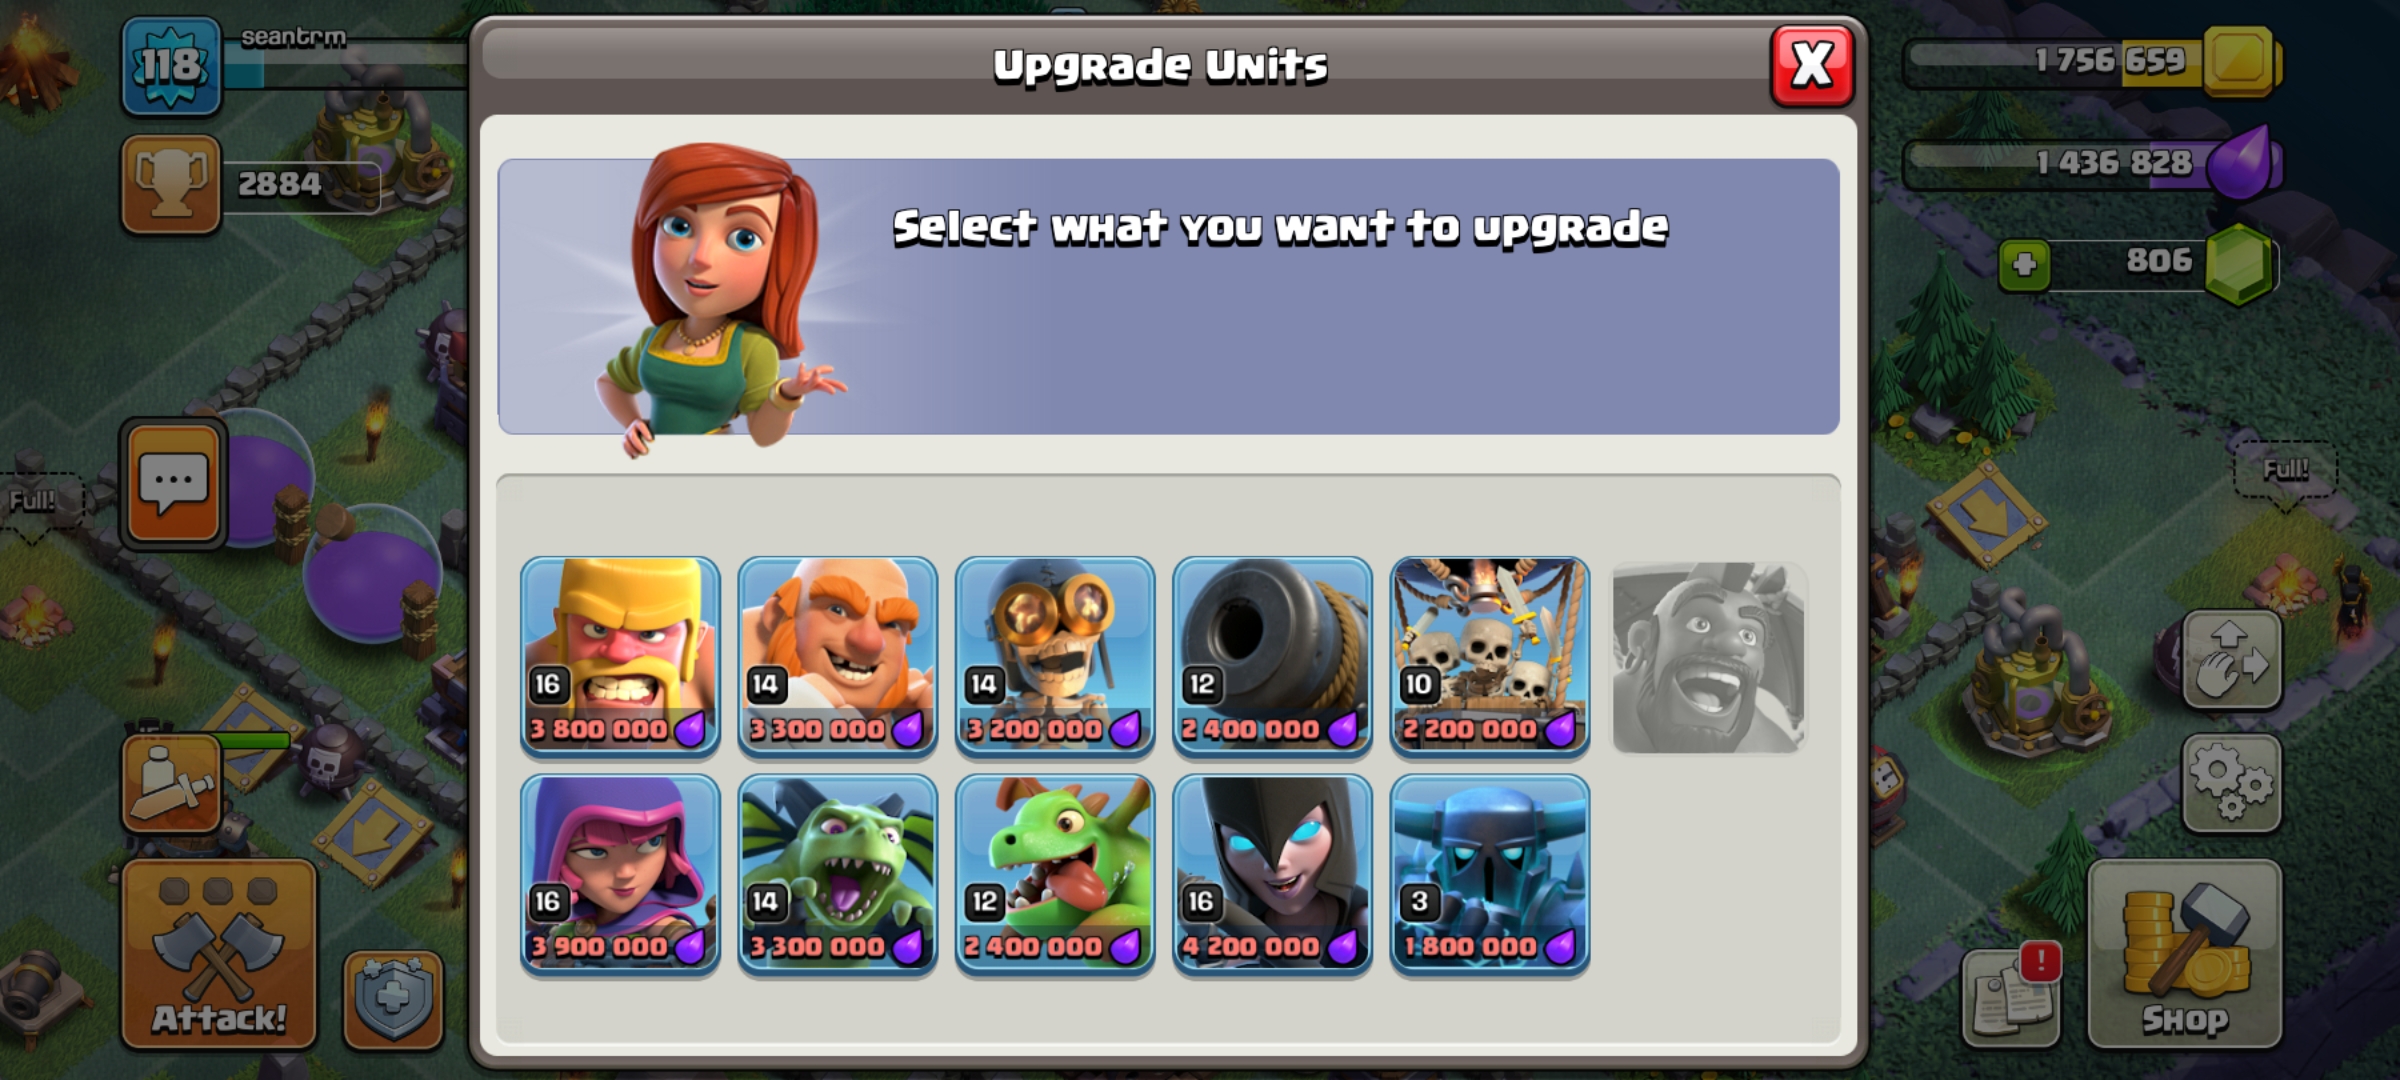 118
seantrm
2884
Upgrade Units
X
1 756 659
1 436 828
806
Select what you want to upgrade
Full!
Full!
16
3 800 000
14
3 300 000
14
3 200 000
12
2 400 000
10
2 200 000
16
3 900 000
14
3 300 000
12
2 400 000
16
4 200 000
3
1 800 000
Attack!
!
Shop